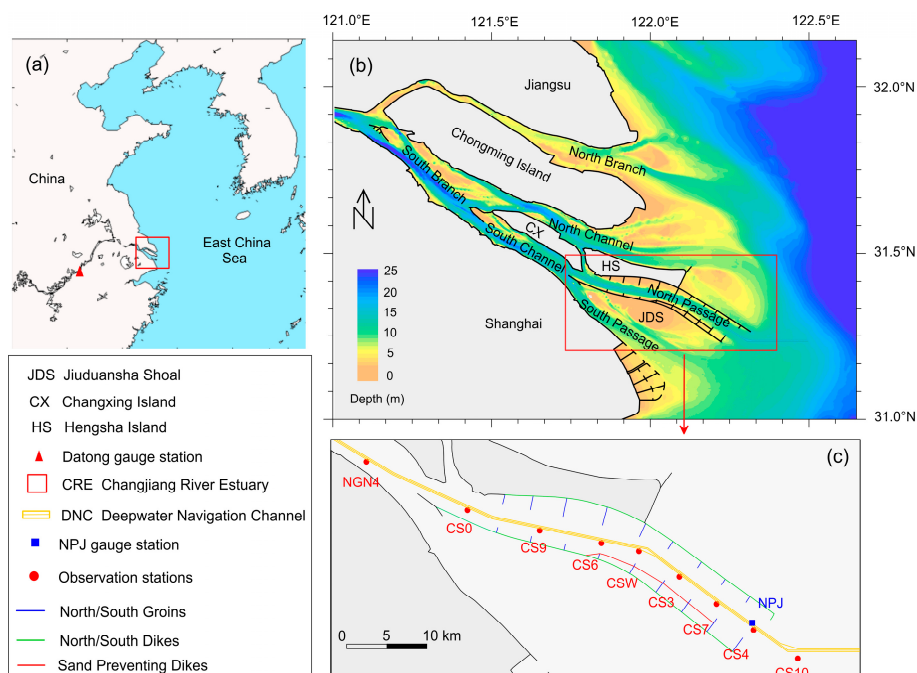 (a)
China
East China
Sea
121.0°E
121.5°E
122.0°E
122.5°E
32.0°N
31.5°N
31.0°N
(b)
Jiangsu
Chongming Island
North Branch
South Branch
N
CX
North Channel
South Channel
HS
North Passage
JDS
South Passage
Shanghai
25
20
15
10
5
0
Depth (m)
JDS Jiuduansha Shoal
CX Changxing Island
HS Hengsha Island
Datong gauge station
CRE Changjiang River Estuary
DNC Deepwater Navigation Channel
NPJ gauge station
Observation stations
North/South Groins
North/South Dikes
Sand Preventing Dikes
(c)
NGN4
CS0
CS9
CS6
CSW
CS3
CS7
NPJ
CS4
CS10
0 5 10 km